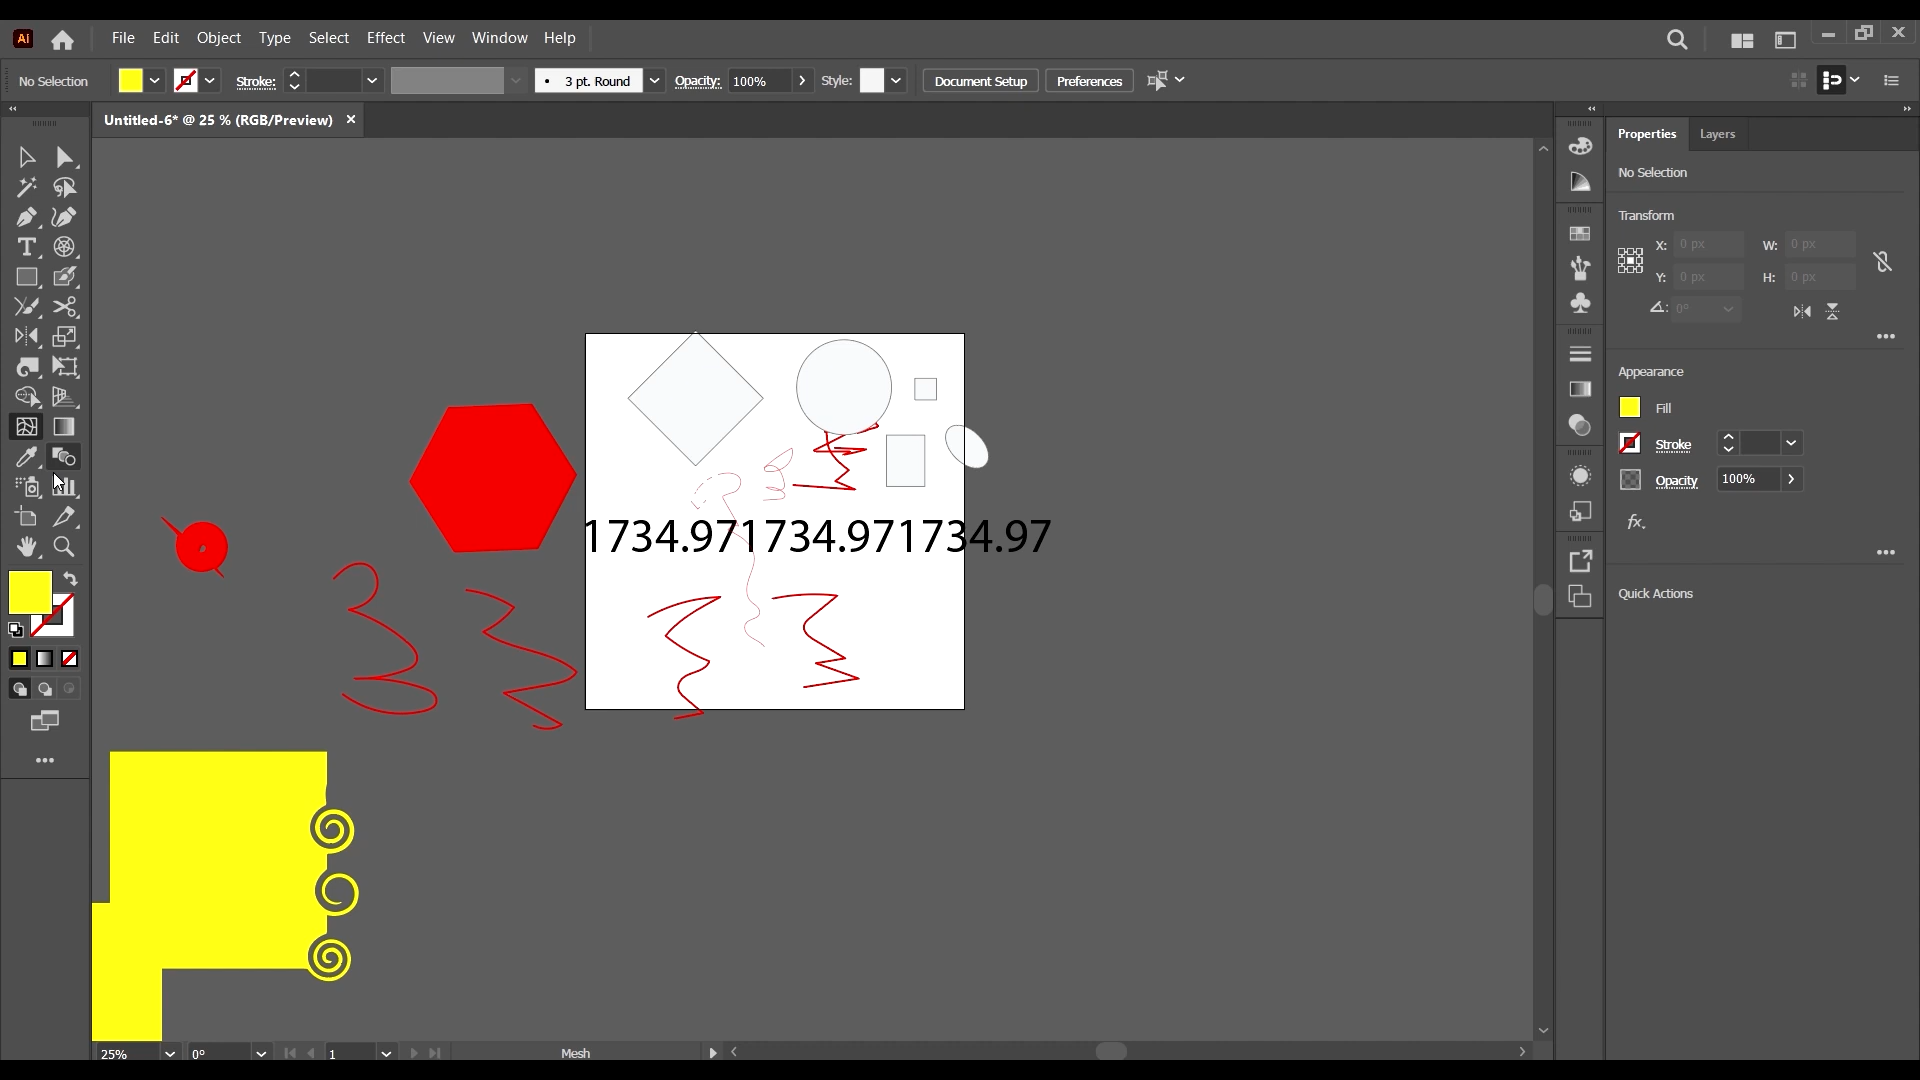 Ai File Edit Object Type Select Effect View Window Help
No Selection Stroke: 3 pt. Round Opacity: 100% Style: Document Setup Preferences
Untitled-6* @ 25 % (RGB/Preview)
Properties Layers
No Selection
Transform
X: 0 px W: 0 px
Y: 0 px H: 0 px
0°
Appearance
Fill
Stroke
Opacity 100%
fx.
Quick Actions
1734.971734.971734.97
25% 0° 1 Mesh